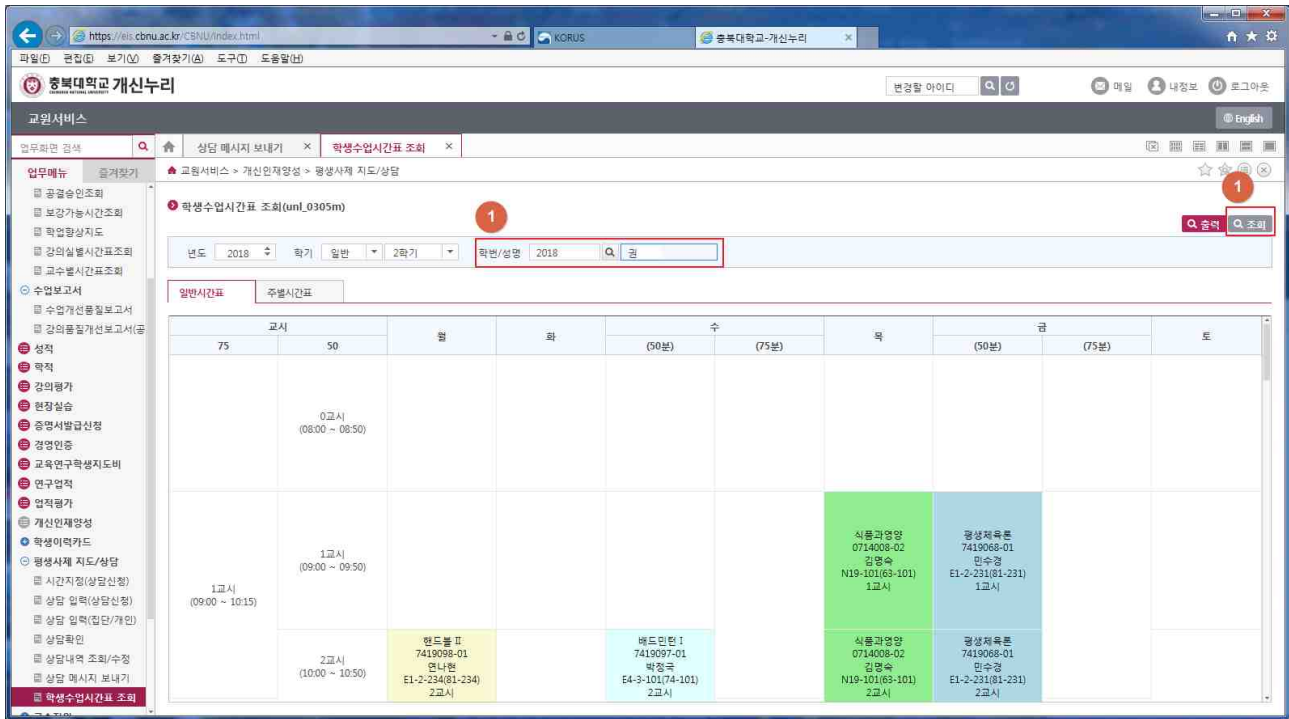 https://eis.cbnu.ac.kr/CBNU/index.html
KORUS
충북대학교-개신누리
파일(F) 편집(E) 보기(V) 즐겨찾기(A) 도구(T) 도움말(H)
충북대학교 개신누리
변경할 아이디
메일 내정보 로그아웃
교원서비스
English
업무화면 검색
상담 메시지 보내기
학생수업시간표 조회
업무메뉴 즐겨찾기
교원서비스 > 개신인재양성 > 평생사제 지도/상담
공결승인조회
보강가능시간조회
학업향상지도
강의실별시간표조회
교수별시간표조회
수업보고서
수업개선품질보고서
강의품질개선보고서(공
성적
학적
강의평가
현장실습
증명서발급신청
경영인증
교육연구학생지도비
연구업적
업적평가
개신인재양성
학생이력카드
평생사제 지도/상담
시간지정(상담신청)
상담 입력(상담신청)
상담 입력(집단/개인)
상담확인
상담내역 조회/수정
상담 메시지 보내기
학생수업시간표 조회
학생수업시간표 조회(unl_0305m)
1
1
출력 조회
년도 2018 학기 일반 2학기 학번/성명 2018 권
일반시간표 주별시간표
교시 월 화 수 목 금 토
75 50 (50분) (75분) (50분) (75분)
0교시
(08:00 ~ 08:50)
1교시
(09:00 ~ 10:15)
1교시
(09:00 ~ 09:50)
식품과영양
0714008-02
김명숙
N19-101(63-101)
1교시
평생체육론
7419068-01
민수경
E1-2-231(81-231)
1교시
2교시
(10:00 ~ 10:50)
핸드볼 II
7419098-01
연나현
E1-2-234(81-234)
2교시
배드민턴 I
7419097-01
박정국
E4-3-101(74-101)
2교시
식품과영양
0714008-02
김명숙
N19-101(63-101)
2교시
평생체육론
7419068-01
민수경
E1-2-231(81-231)
2교시